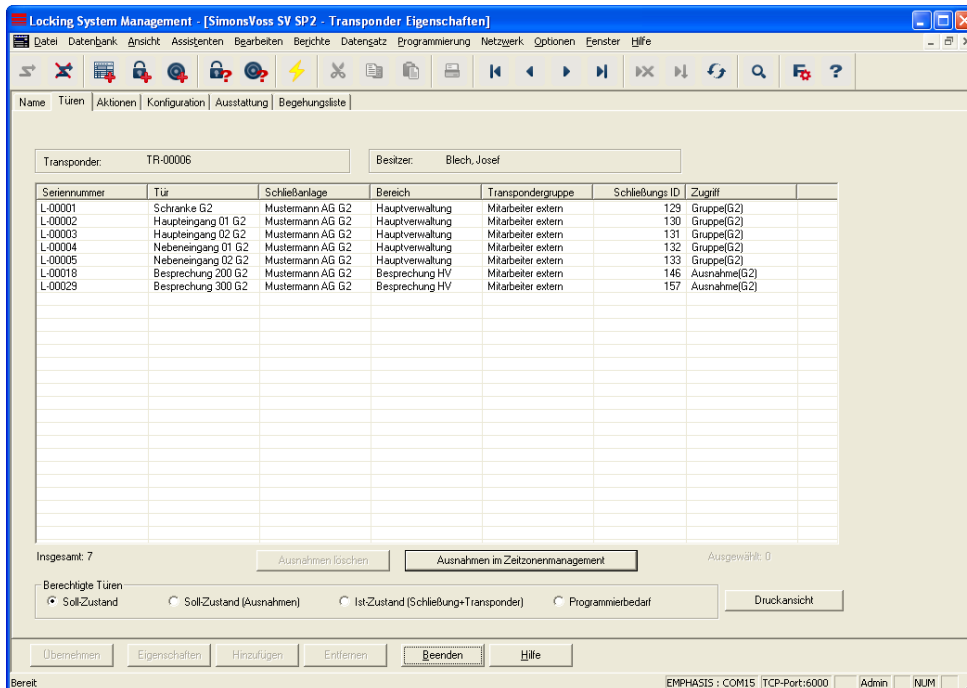 Locking System Management - [SimonsVoss SV SP2 - Transponder Eigenschaften]
Datei Datenbank Ansicht Assistenten Bearbeiten Berichte Datensatz Programmierung Netzwerk Optionen Fenster Hilfe
Name Türen Aktionen Konfiguration Ausstattung Begehungsliste
Transponder: TR-00006 Besitzer: Blech, Josef
Seriennummer Tür Schließanlage Bereich Transpondergruppe Schließungs ID Zugriff
L-00001 Schranke G2 Mustermann AG G2 Hauptverwaltung Mitarbeiter extern 129 Gruppe(G2)
L-00002 Haupteingang 01 G2 Mustermann AG G2 Hauptverwaltung Mitarbeiter extern 130 Gruppe(G2)
L-00003 Haupteingang 02 G2 Mustermann AG G2 Hauptverwaltung Mitarbeiter extern 131 Gruppe(G2)
L-00004 Nebeneingang 01 G2 Mustermann AG G2 Hauptverwaltung Mitarbeiter extern 132 Gruppe(G2)
L-00005 Nebeneingang 02 G2 Mustermann AG G2 Hauptverwaltung Mitarbeiter extern 133 Gruppe(G2)
L-00018 Besprechung 200 G2 Mustermann AG G2 Besprechung HV Mitarbeiter extern 146 Ausnahme(G2)
L-00029 Besprechung 300 G2 Mustermann AG G2 Besprechung HV Mitarbeiter extern 157 Ausnahme(G2)
Insgesamt: 7 Ausnahmen löschen Ausnahmen im Zeitzonenmanagement Ausgewählt: 0
Berechtigte Türen
Soll-Zustand Soll-Zustand (Ausnahmen) Ist-Zustand (Schließung+Transponder) Programmierbedarf Druckansicht
Übernehmen Eigenschaften Hinzufügen Entfernen Beenden Hilfe
Bereit EMPHASIS : COM15 TCP-Port:6000 Admin NUM